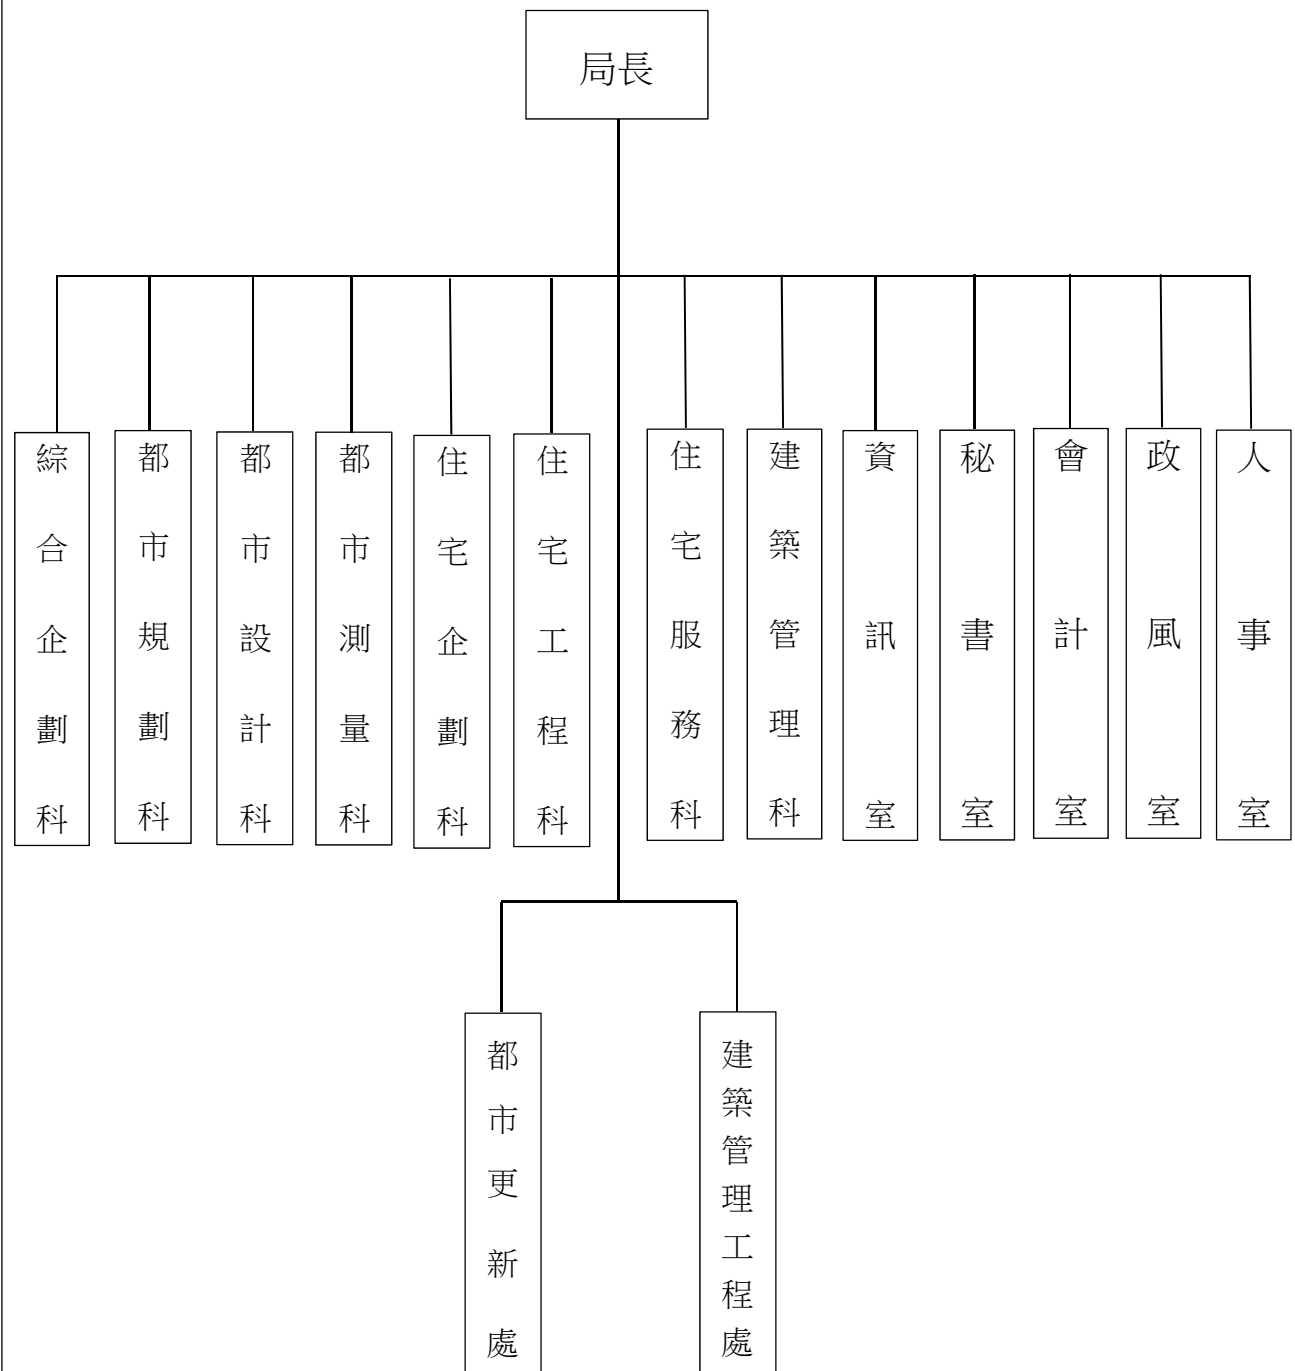 局長
綜合企劃科
都市規劃科
都市設計科
都市測量科
住宅企劃科
住宅工程科
住宅服務科
建築管理科
資訊室
秘書室
會計室
政風室
人事室
都市更新處
建築管理工程處